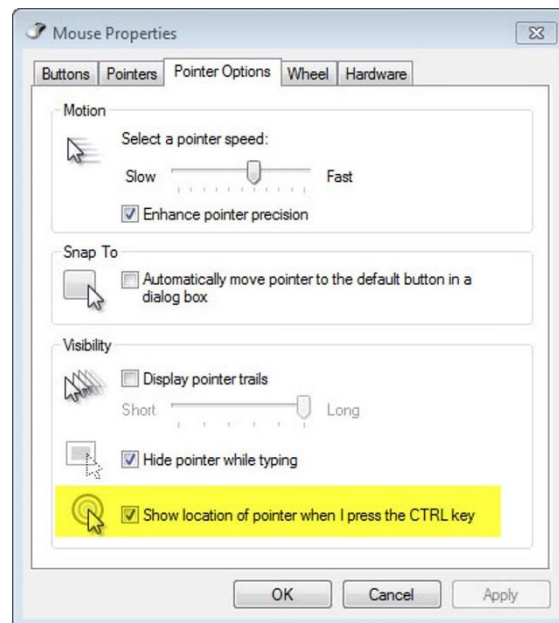 Mouse Properties
Buttons Pointers Pointer Options Wheel Hardware
Motion
Select a pointer speed:
Slow Fast
Enhance pointer precision
Snap To
Automatically move pointer to the default button in a
dialog box
Visibility
Display pointer trails
Short Long
Hide pointer while typing
Show location of pointer when I press the CTRL key
OK Cancel Apply